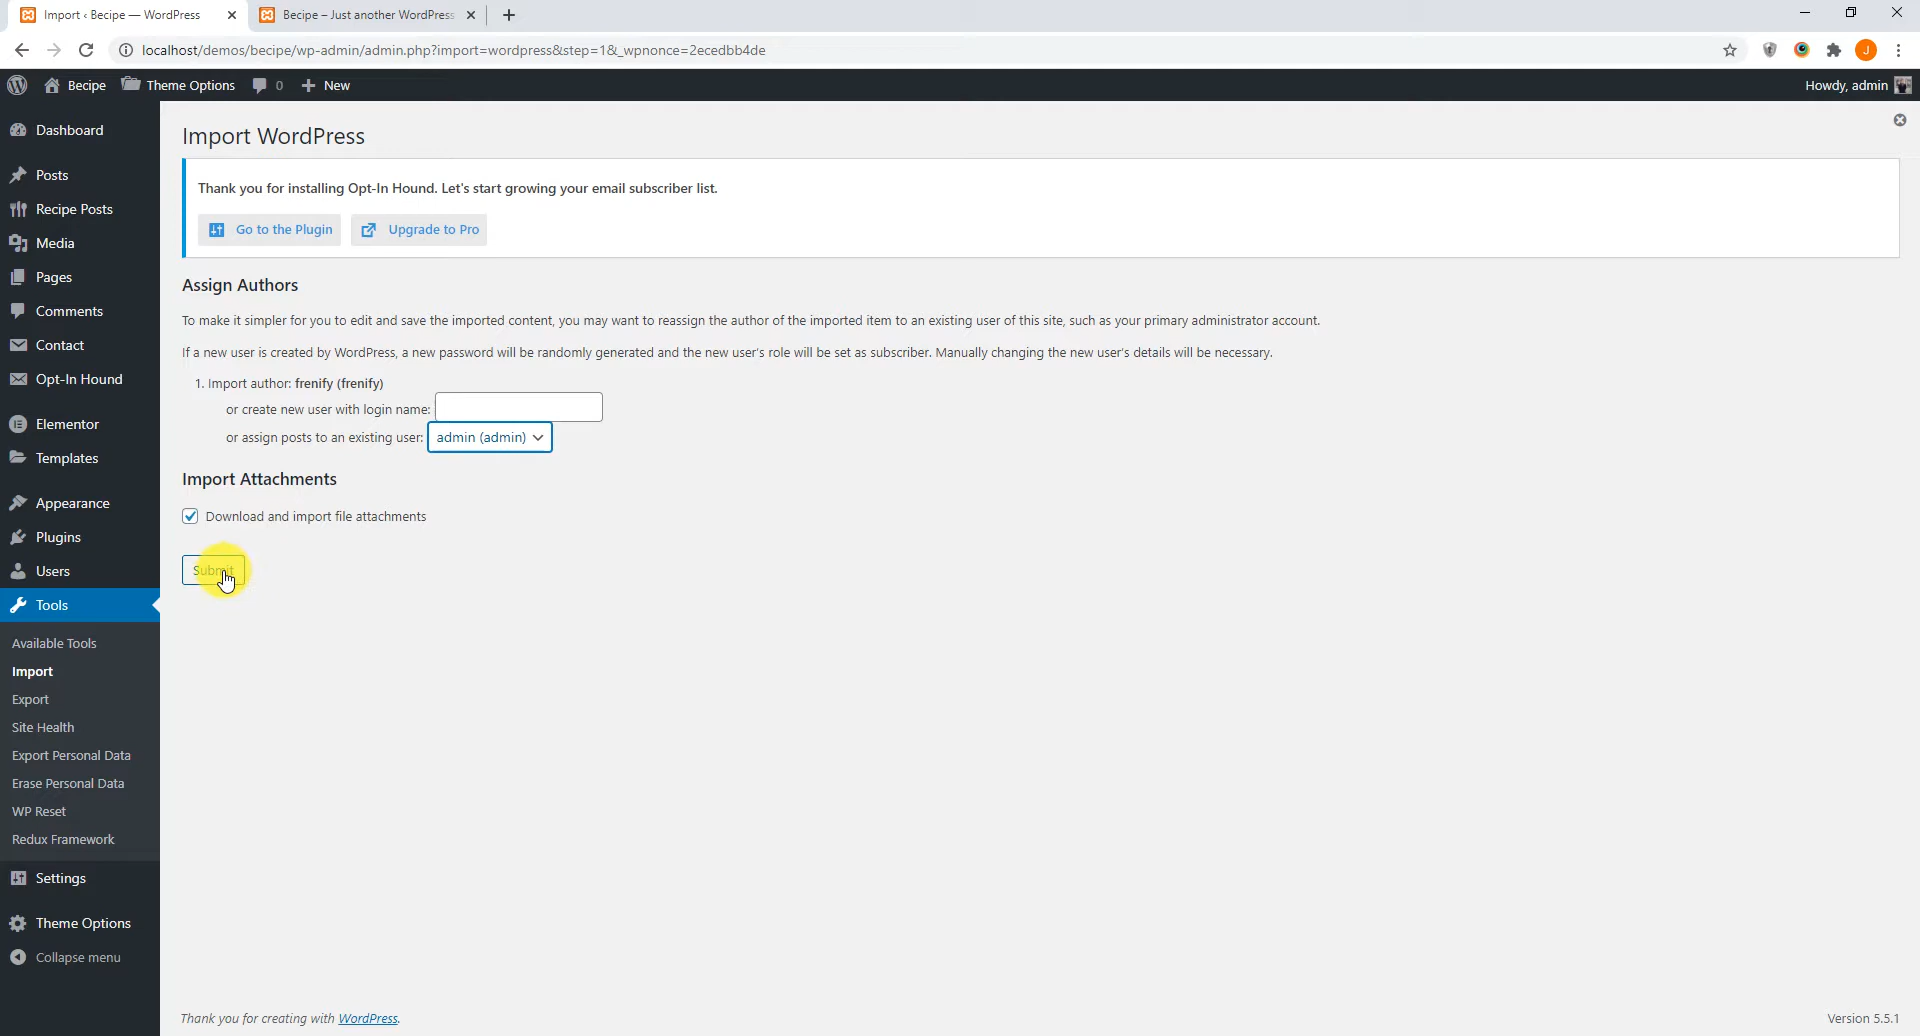 Import ‹ Becipe — WordPress
Becipe – Just another WordPress
localhost/demos/becipe/wp-admin/admin.php?import=wordpress&step=1&_wpnonce=2ecedbb4de
J
Becipe
Theme Options
0
New
Howdy, admin
Dashboard
Posts
Recipe Posts
Media
Pages
Comments
Contact
Opt-In Hound
Elementor
Templates
Appearance
Plugins
Users
Tools
Available Tools
Import
Export
Site Health
Export Personal Data
Erase Personal Data
WP Reset
Redux Framework
Settings
Theme Options
Collapse menu
Import WordPress
Thank you for installing Opt-In Hound. Let's start growing your email subscriber list.
Go to the Plugin
Upgrade to Pro
Assign Authors
To make it simpler for you to edit and save the imported content, you may want to reassign the author of the imported item to an existing user of this site, such as your primary administrator account.
If a new user is created by WordPress, a new password will be randomly generated and the new user's role will be set as subscriber. Manually changing the new user's details will be necessary.
1. Import author: frenify (frenify)
or create new user with login name:
or assign posts to an existing user: admin (admin)
Import Attachments
Download and import file attachments
Submit
Thank you for creating with WordPress.
Version 5.5.1